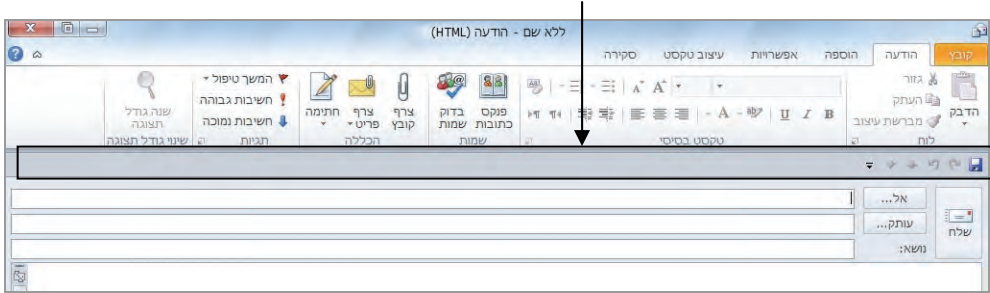 ללא שם - הודעה (HTML)
קובץ הודעה הוספה אפשרויות עיצוב טקסט סקירה
הדבק
גזור
העתק
מברשת עיצוב
לוח
B I U
טקסט בסיסי
פנקס כתובות
בדוק שמות
שמות
צרף קובץ
צרף פריט
חתימה
הכללה
המשך טיפול
חשיבות גבוהה
חשיבות נמוכה
תגיות
שנה גודל תצוגה
שינוי גודל תצוגה
שלח
אל...
עותק...
נושא: